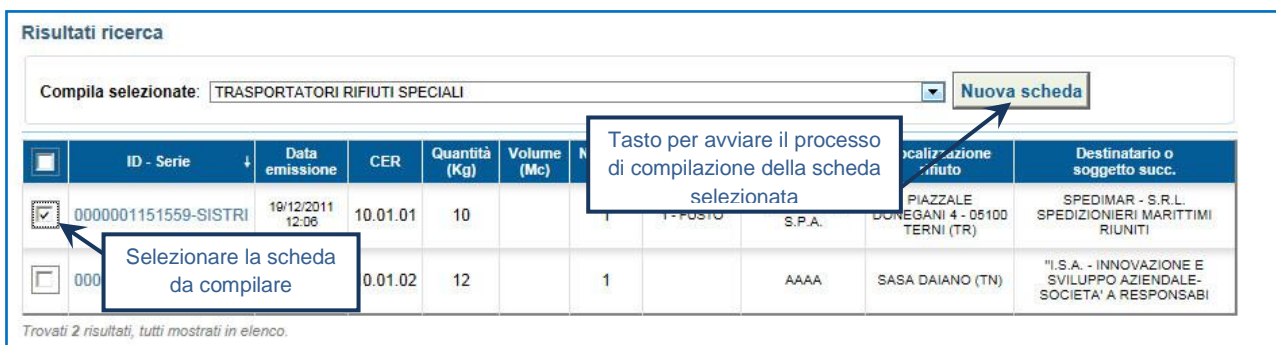 Risultati ricerca
Compila selezionate: TRASPORTATORI RIFIUTI SPECIALI
Nuova scheda
Tasto per avviare il processo
di compilazione della scheda
selezionata
ID - Serie
Data
emissione
CER
Quantità
(Kg)
Volume
(Mc)
N
ocalizzazione
rifiuto
Destinatario o
soggetto succ.
0000001151559-SISTRI
19/12/2011
12:06
10.01.01
10
1
1 - FUSTO
S.P.A.
PIAZZALE
DONEGANI 4 - 05100
TERNI (TR)
SPEDIMAR - S.R.L.
SPEDIZIONIERI MARITTIMI
RIUNITI
Selezionare la scheda
da compilare
000
0.01.02
12
1
AAAA
SASA DAIANO (TN)
"I.S.A. - INNOVAZIONE E
SVILUPPO AZIENDALE-
SOCIETA' A RESPONSABI
Trovati 2 risultati, tutti mostrati in elenco.